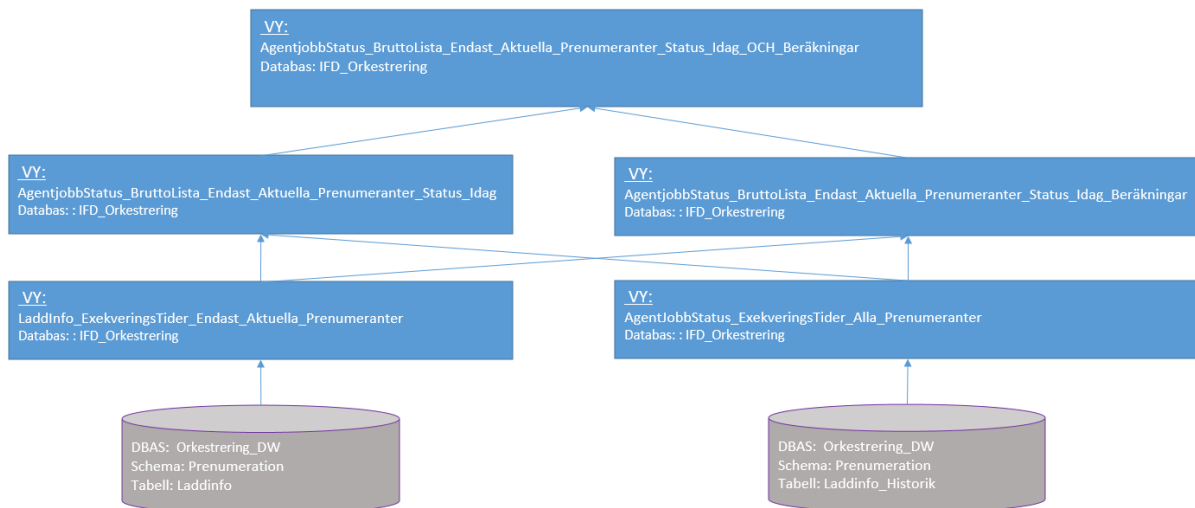 VY:
AgentjobbStatus_BruttoLista_Endast_Aktuella_Prenumeranter_Status_Idag_OCH_Beräkningar
Databas: IFD_Orkestrering
VY:
AgentjobbStatus_BruttoLista_Endast_Aktuella_Prenumeranter_Status_Idag
Databas: : IFD_Orkestrering
VY:
AgentjobbStatus_BruttoLista_Endast_Aktuella_Prenumeranter_Status_Idag_Beräkningar
Databas: : IFD_Orkestrering
VY:
LaddInfo_ExekveringsTider_Endast_Aktuella_Prenumeranter
Databas: : IFD_Orkestrering
VY:
AgentJobbStatus_ExekveringsTider_Alla_Prenumeranter
Databas: : IFD_Orkestrering
DBAS: Orkestrering_DW
Schema: Prenumeration
Tabell: Laddinfo
DBAS: Orkestrering_DW
Schema: Prenumeration
Tabell: Laddinfo_Historik